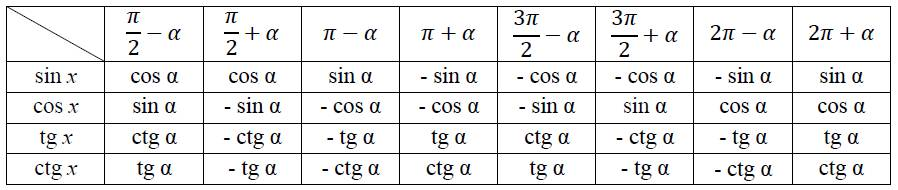 π/2 − α π/2 + α π − α π + α 3π/2 − α 3π/2 + α 2π − α 2π + α
sin x cos α cos α sin α - sin α - cos α - cos α - sin α sin α
cos x sin α - sin α - cos α - cos α - sin α sin α cos α cos α
tg x ctg α - ctg α - tg α tg α ctg α - ctg α - tg α tg α
ctg x tg α - tg α - ctg α ctg α tg α - tg α - ctg α ctg α